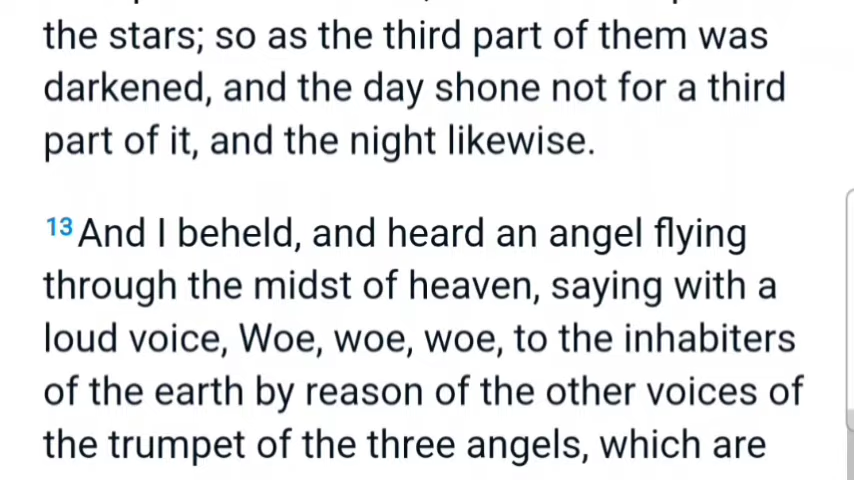 the stars; so as the third part of them was
darkened, and the day shone not for a third
part of it, and the night likewise.
13 And I beheld, and heard an angel flying
through the midst of heaven, saying with a
loud voice, Woe, woe, woe, to the inhabiters
of the earth by reason of the other voices of
the trumpet of the three angels, which are